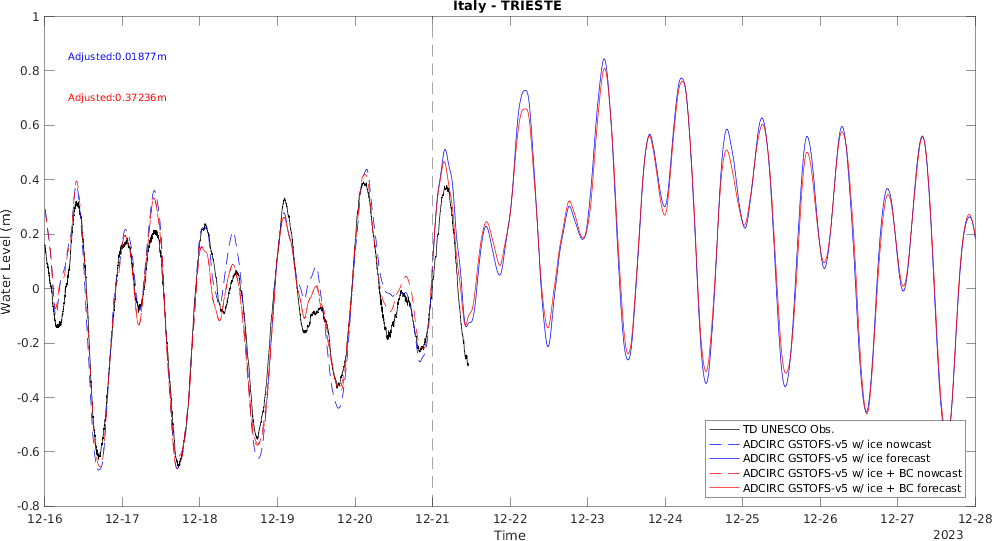 Italy - TRIESTE
Water Level (m)
1
0.8
0.6
0.4
0.2
0
-0.2
-0.4
-0.6
-0.8
Adjusted:0.01877m
Adjusted:0.37236m
TD UNESCO Obs.
ADCIRC GSTOFS-v5 w/ ice nowcast
ADCIRC GSTOFS-v5 w/ ice forecast
ADCIRC GSTOFS-v5 w/ ice + BC nowcast
ADCIRC GSTOFS-v5 w/ ice + BC forecast
12-16 12-17 12-18 12-19 12-20 12-21 12-22 12-23 12-24 12-25 12-26 12-27 12-28
Time
2023